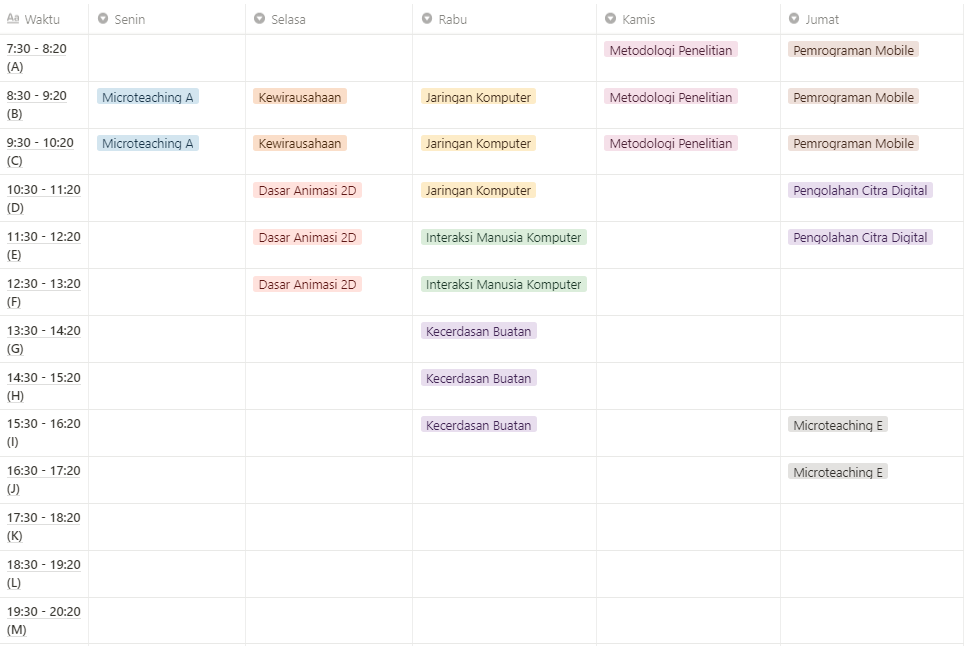 Aa Waktu Senin Selasa Rabu Kamis Jumat
7:30 - 8:20 Metodologi Penelitian Pemrograman Mobile
(A)
8:30 - 9:20 Microteaching A Kewirausahaan Jaringan Komputer Metodologi Penelitian Pemrograman Mobile
(B)
9:30 - 10:20 Microteaching A Kewirausahaan Jaringan Komputer Metodologi Penelitian Pemrograman Mobile
(C)
10:30 - 11:20 Dasar Animasi 2D Jaringan Komputer Pengolahan Citra Digital
(D)
11:30 - 12:20 Dasar Animasi 2D Interaksi Manusia Komputer Pengolahan Citra Digital
(E)
12:30 - 13:20 Dasar Animasi 2D Interaksi Manusia Komputer
(F)
13:30 - 14:20 Kecerdasan Buatan
(G)
14:30 - 15:20 Kecerdasan Buatan
(H)
15:30 - 16:20 Kecerdasan Buatan Microteaching E
(I)
16:30 - 17:20 Microteaching E
(J)
17:30 - 18:20
(K)
18:30 - 19:20
(L)
19:30 - 20:20
(M)